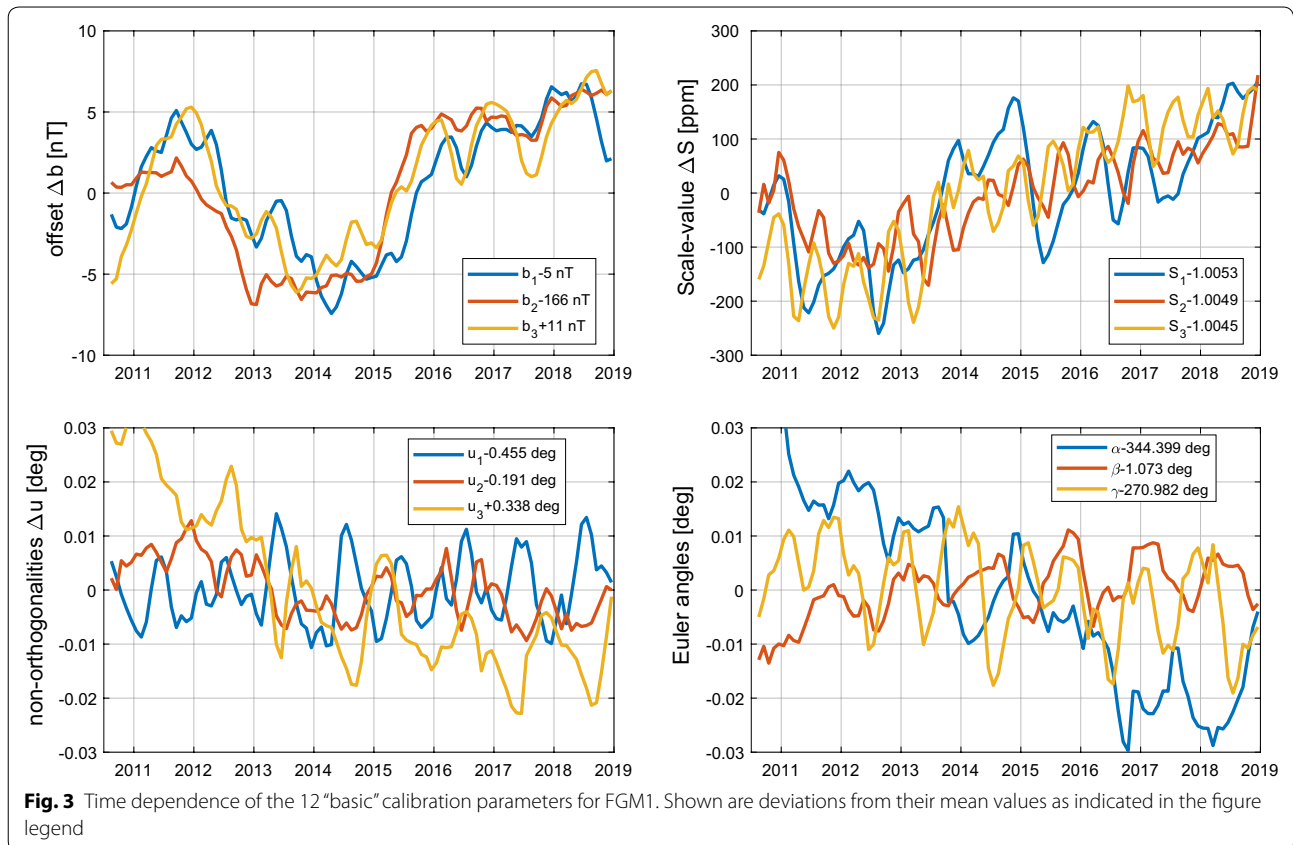 offset Δb [nT]
10
5
0
-5
-10
b1-5 nT
b2-166 nT
b3+11 nT
2011 2012 2013 2014 2015 2016 2017 2018 2019
Scale-value ΔS [ppm]
300
200
100
0
-100
-200
-300
S1-1.0053
S2-1.0049
S3-1.0045
2011 2012 2013 2014 2015 2016 2017 2018 2019
non-orthogonalities Δu [deg]
0.03
0.02
0.01
0
-0.01
-0.02
-0.03
u1-0.455 deg
u2-0.191 deg
u3+0.338 deg
2011 2012 2013 2014 2015 2016 2017 2018 2019
Euler angles [deg]
0.03
0.02
0.01
0
-0.01
-0.02
-0.03
α-344.399 deg
β-1.073 deg
γ-270.982 deg
2011 2012 2013 2014 2015 2016 2017 2018 2019
Fig. 3 Time dependence of the 12 “basic” calibration parameters for FGM1. Shown are deviations from their mean values as indicated in the figure
legend